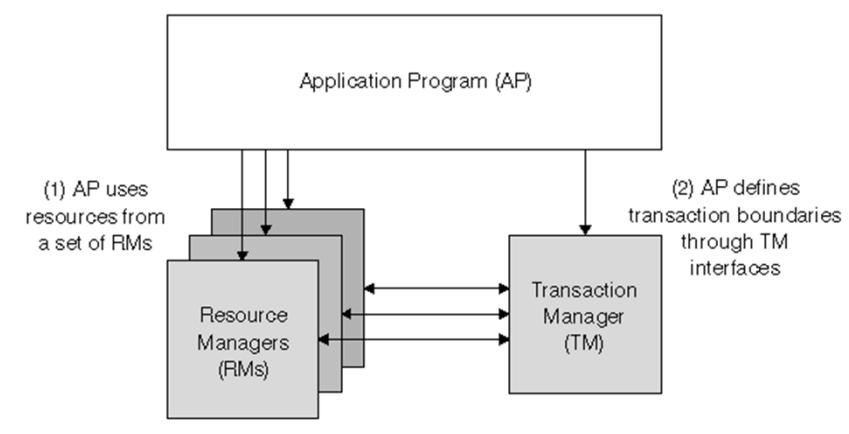 Application Program (AP)
(1) AP uses
resources from
a set of RMs
(2) AP defines
transaction boundaries
through TM
interfaces
Resource
Managers
(RMs)
Transaction
Manager
(TM)